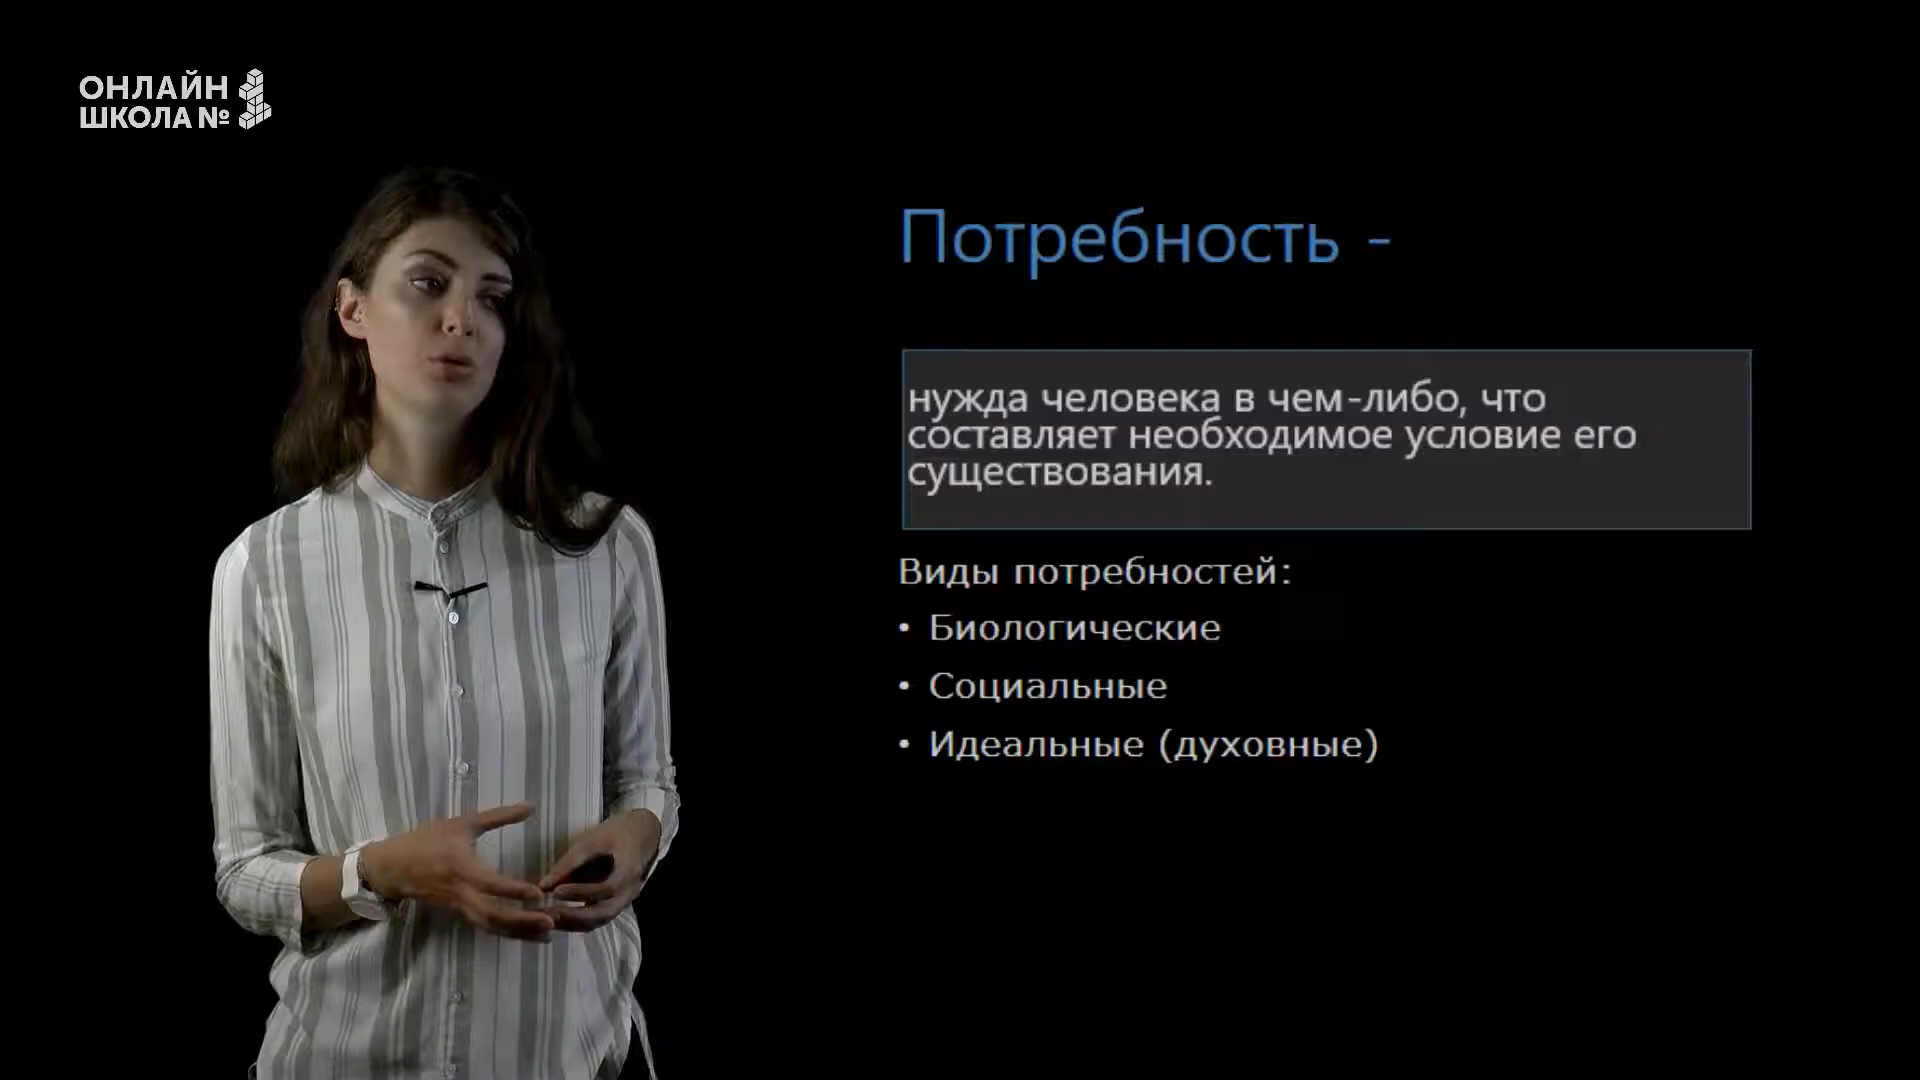 ОНЛАЙН
ШКОЛА №1
Потребность -
нужда человека в чем-либо, что
составляет необходимое условие его
существования.
Виды потребностей:
• Биологические
• Социальные
• Идеальные (духовные)